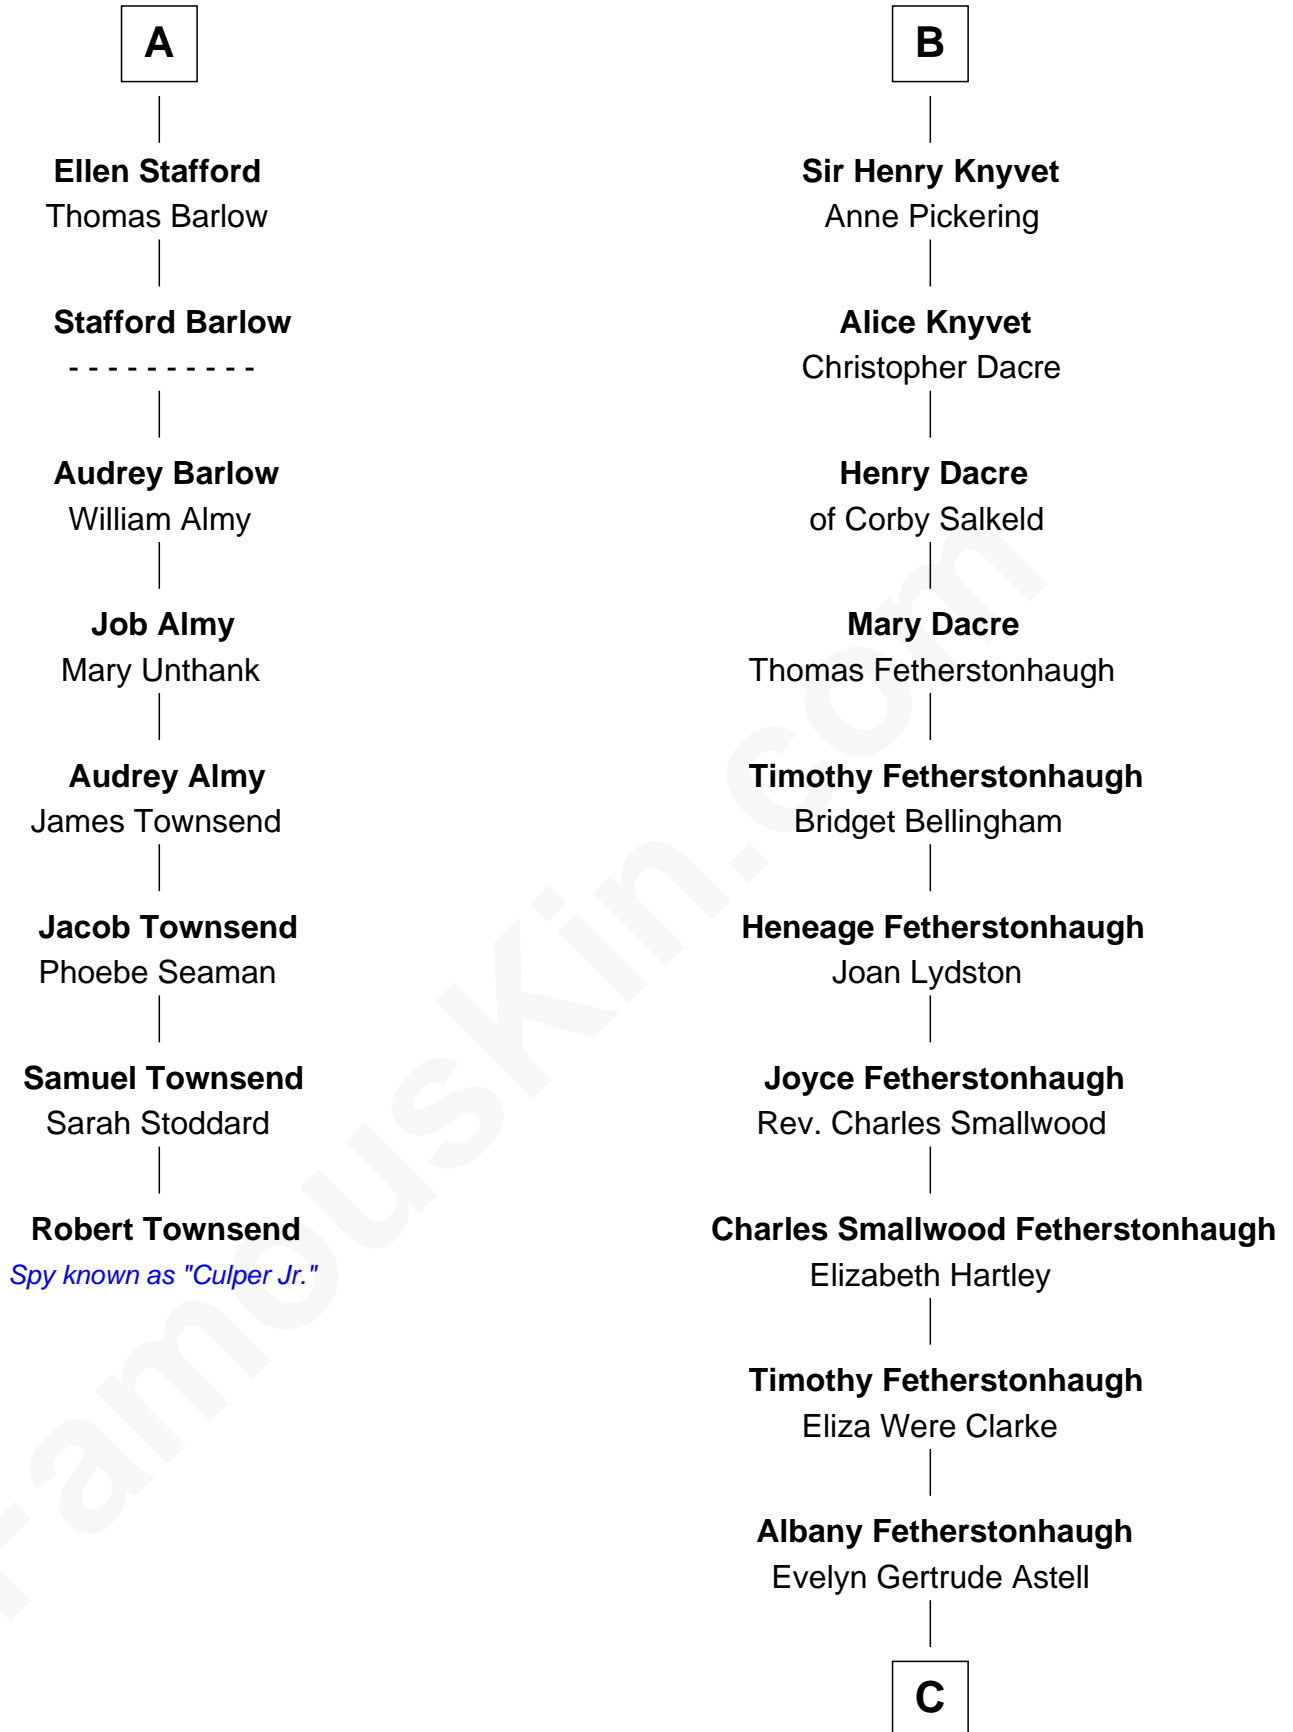 A
Ellen Stafford
Thomas Barlow
Stafford Barlow
- - - - - - - - - -
Audrey Barlow
William Almy
Job Almy
Mary Unthank
Audrey Almy
James Townsend
Jacob Townsend
Phoebe Seaman
Samuel Townsend
Sarah Stoddard
Robert Townsend
Spy known as "Culper Jr."
B
Sir Henry Knyvet
Anne Pickering
Alice Knyvet
Christopher Dacre
Henry Dacre
of Corby Salkeld
Mary Dacre
Thomas Fetherstonhaugh
Timothy Fetherstonhaugh
Bridget Bellingham
Heneage Fetherstonhaugh
Joan Lydston
Joyce Fetherstonhaugh
Rev. Charles Smallwood
Charles Smallwood Fetherstonhaugh
Elizabeth Hartley
Timothy Fetherstonhaugh
Eliza Were Clarke
Albany Fetherstonhaugh
Evelyn Gertrude Astell
C
FamousKin.com